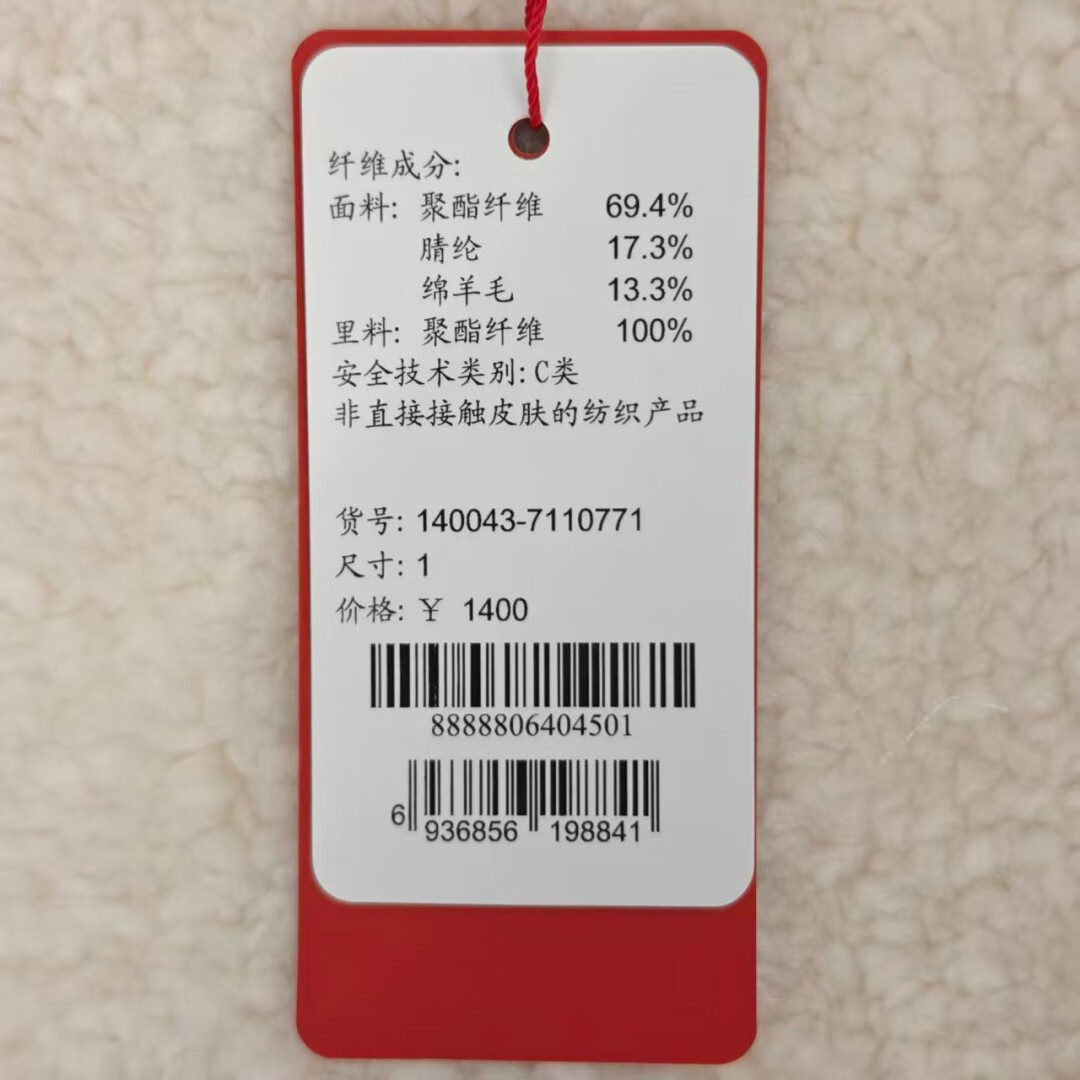 纤维成分:
面料: 聚酯纤维 69.4%
腈纶 17.3%
绵羊毛 13.3%
里料: 聚酯纤维 100%
安全技术类别: C类
非直接接触皮肤的纺织产品
货号: 140043-7110771
尺寸: 1
价格: ¥ 1400
8888806404501
6 936856 198841